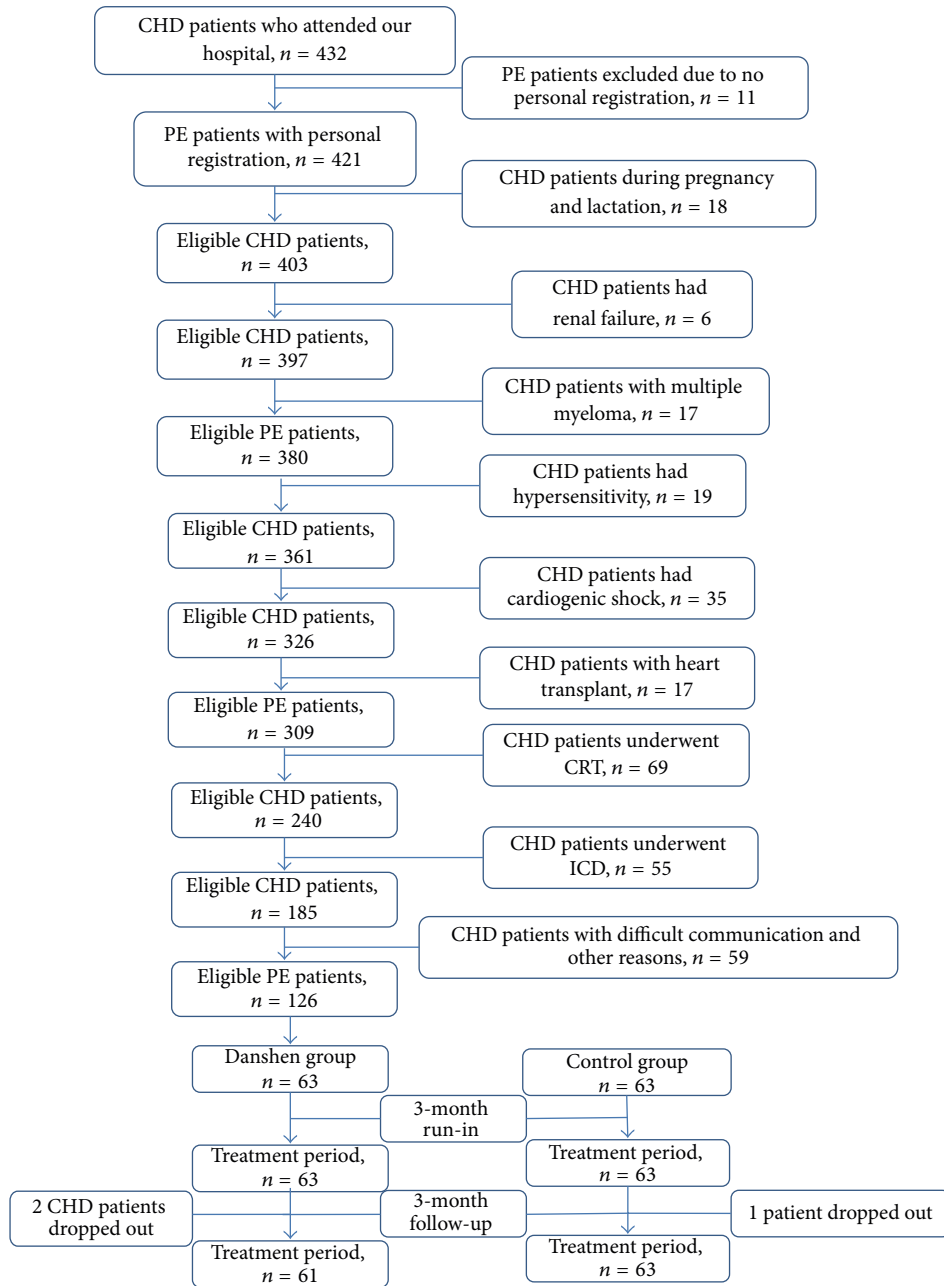 CHD patients who attended our
hospital, n = 432
PE patients excluded due to no
personal registration, n = 11
PE patients with personal
registration, n = 421
CHD patients during pregnancy
and lactation, n = 18
Eligible CHD patients,
n = 403
CHD patients had
renal failure, n = 6
Eligible CHD patients,
n = 397
CHD patients with multiple
myeloma, n = 17
Eligible PE patients,
n = 380
CHD patients had
hypersensitivity, n = 19
Eligible CHD patients,
n = 361
CHD patients had
cardiogenic shock, n = 35
Eligible CHD patients,
n = 326
CHD patients with heart
transplant, n = 17
Eligible PE patients,
n = 309
CHD patients underwent
CRT, n = 69
Eligible CHD patients,
n = 240
CHD patients underwent
ICD, n = 55
Eligible CHD patients,
n = 185
CHD patients with difficult communication and
other reasons, n = 59
Eligible PE patients,
n = 126
Danshen group
n = 63
Control group
n = 63
3-month
run-in
Treatment period,
n = 63
Treatment period,
n = 63
2 CHD patients
dropped out
3-month
follow-up
1 patient dropped out
Treatment period,
n = 61
Treatment period,
n = 63